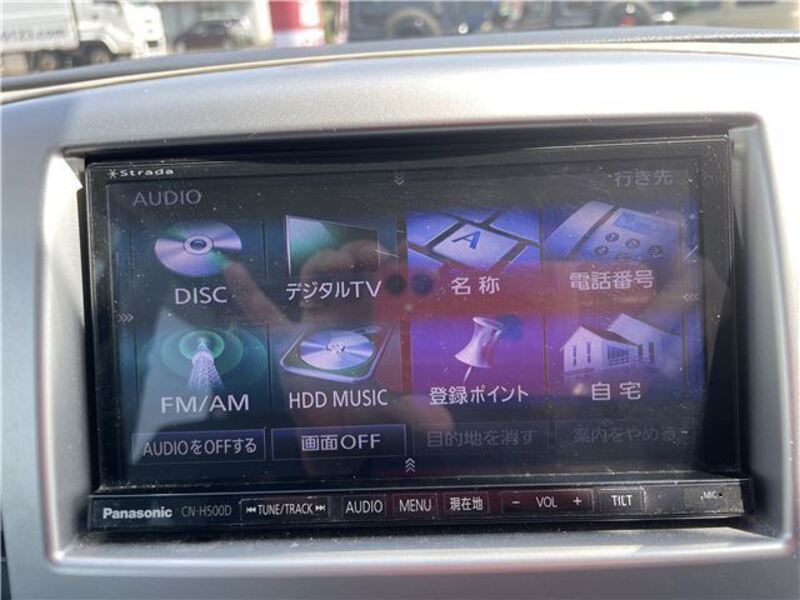 Strada
AUDIO 行き先
DISC デジタルTV 名称 電話番号
FM/AM HDD MUSIC 登録ポイント 自宅
AUDIOをOFFする 画面OFF 目的地を消す 案内をやめる
Panasonic CN-H500D TUNE/TRACK AUDIO MENU 現在地 - VOL + TILT MIC